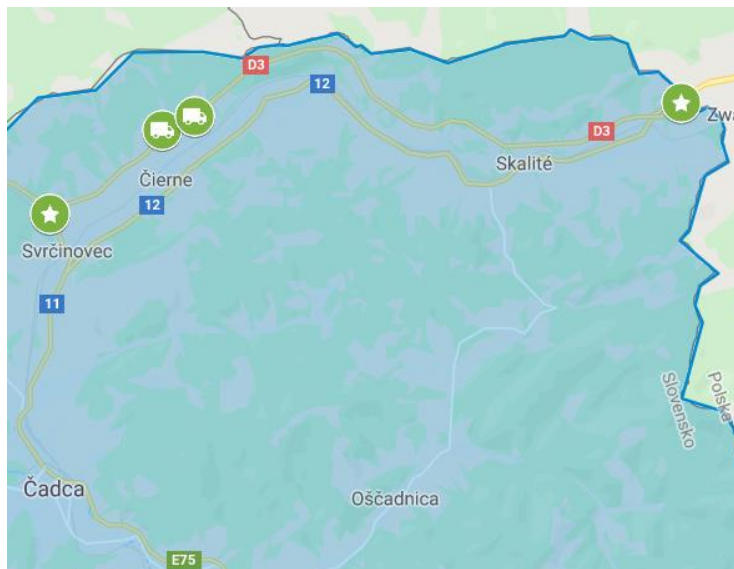 D3
12
Zwa
D3
Skalité
Čierne
12
Svrčinovec
11
Slovensko
Polska
Čadca
Oščadnica
E75